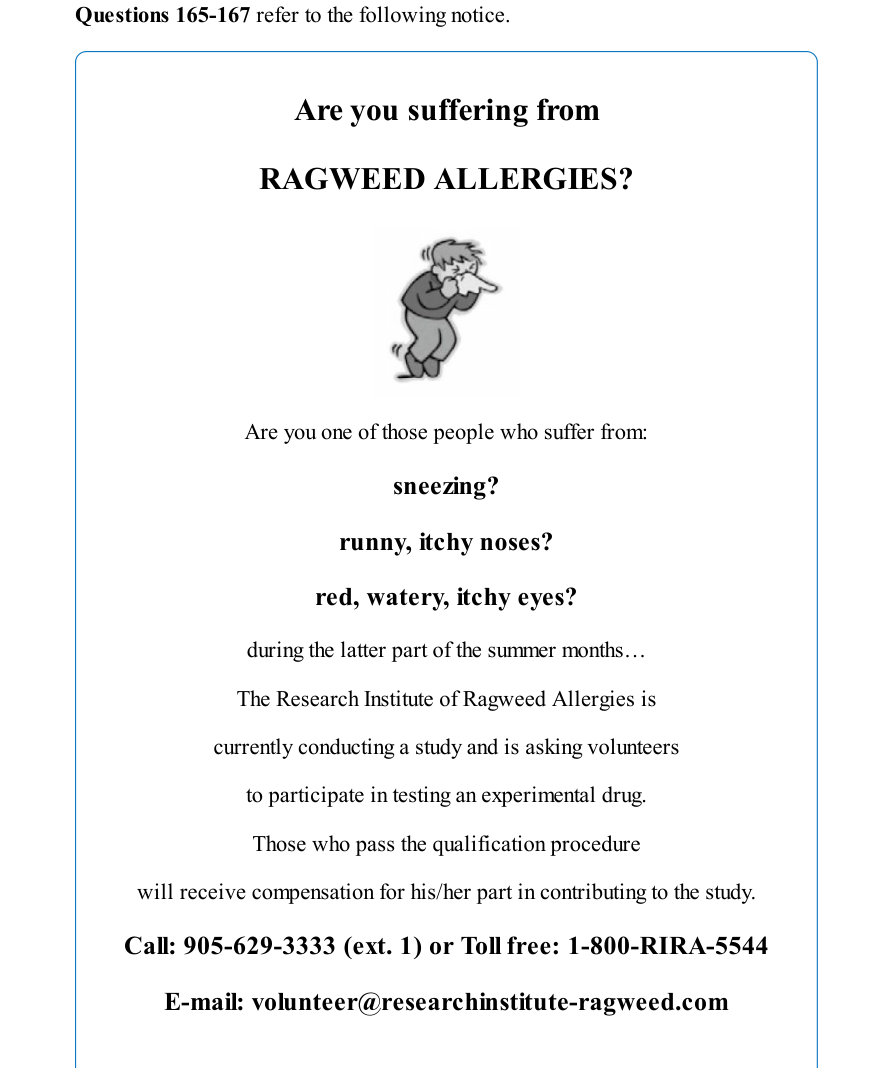 Questions 165-167 refer to the following notice.
Are you suffering from
RAGWEED ALLERGIES?
Are you one of those people who suffer from:
sneezing?
runny, itchy noses?
red, watery, itchy eyes?
during the latter part of the summer months…
The Research Institute of Ragweed Allergies is
currently conducting a study and is asking volunteers
to participate in testing an experimental drug.
Those who pass the qualification procedure
will receive compensation for his/her part in contributing to the study.
Call: 905-629-3333 (ext. 1) or Toll free: 1-800-RIRA-5544
E-mail: volunteer@researchinstitute-ragweed.com